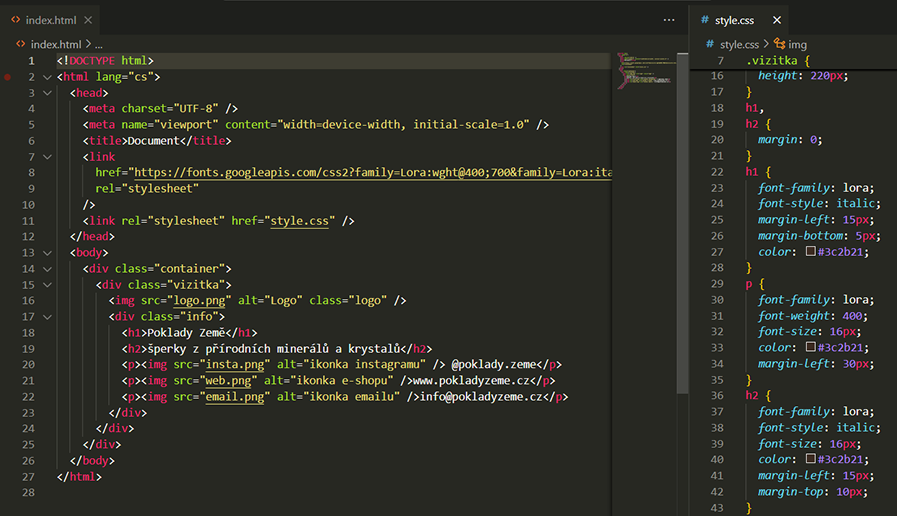 index.html
index.html > ...
1 <!DOCTYPE html>
2 <html lang="cs">
3 <head>
4 <meta charset="UTF-8" />
5 <meta name="viewport" content="width=device-width, initial-scale=1.0" />
6 <title>Document</title>
7 <link
8 href="https://fonts.googleapis.com/css2?family=Lora:wght@400;700&family=Lora:ita
9 rel="stylesheet"
10 />
11 <link rel="stylesheet" href="style.css" />
12 </head>
13 <body>
14 <div class="container">
15 <div class="vizitka">
16 <img src="logo.png" alt="Logo" class="logo" />
17 <div class="info">
18 <h1>Poklady Země</h1>
19 <h2>šperky z přírodních minerálů a krystalů</h2>
20 <p><img src="insta.png" alt="ikonka instagramu" /> @poklady.zeme</p>
21 <p><img src="web.png" alt="ikonka e-shopu" />www.pokladyzeme.cz</p>
22 <p><img src="email.png" alt="ikonka emailu" />info@pokladyzeme.cz</p>
23 </div>
24 </div>
25 </div>
26 </body>
27 </html>
28
# style.css
# style.css > img
7 .vizitka {
16 height: 220px;
17 }
18 h1,
19 h2 {
20 margin: 0;
21 }
22 h1 {
23 font-family: lora;
24 font-style: italic;
25 margin-left: 15px;
26 margin-bottom: 5px;
27 color: #3c2b21;
28 }
29 p {
30 font-family: lora;
31 font-weight: 400;
32 font-size: 16px;
33 color: #3c2b21;
34 margin-left: 30px;
35 }
36 h2 {
37 font-family: lora;
38 font-style: italic;
39 font-size: 16px;
40 color: #3c2b21;
41 margin-left: 15px;
42 margin-top: 10px;
43 }